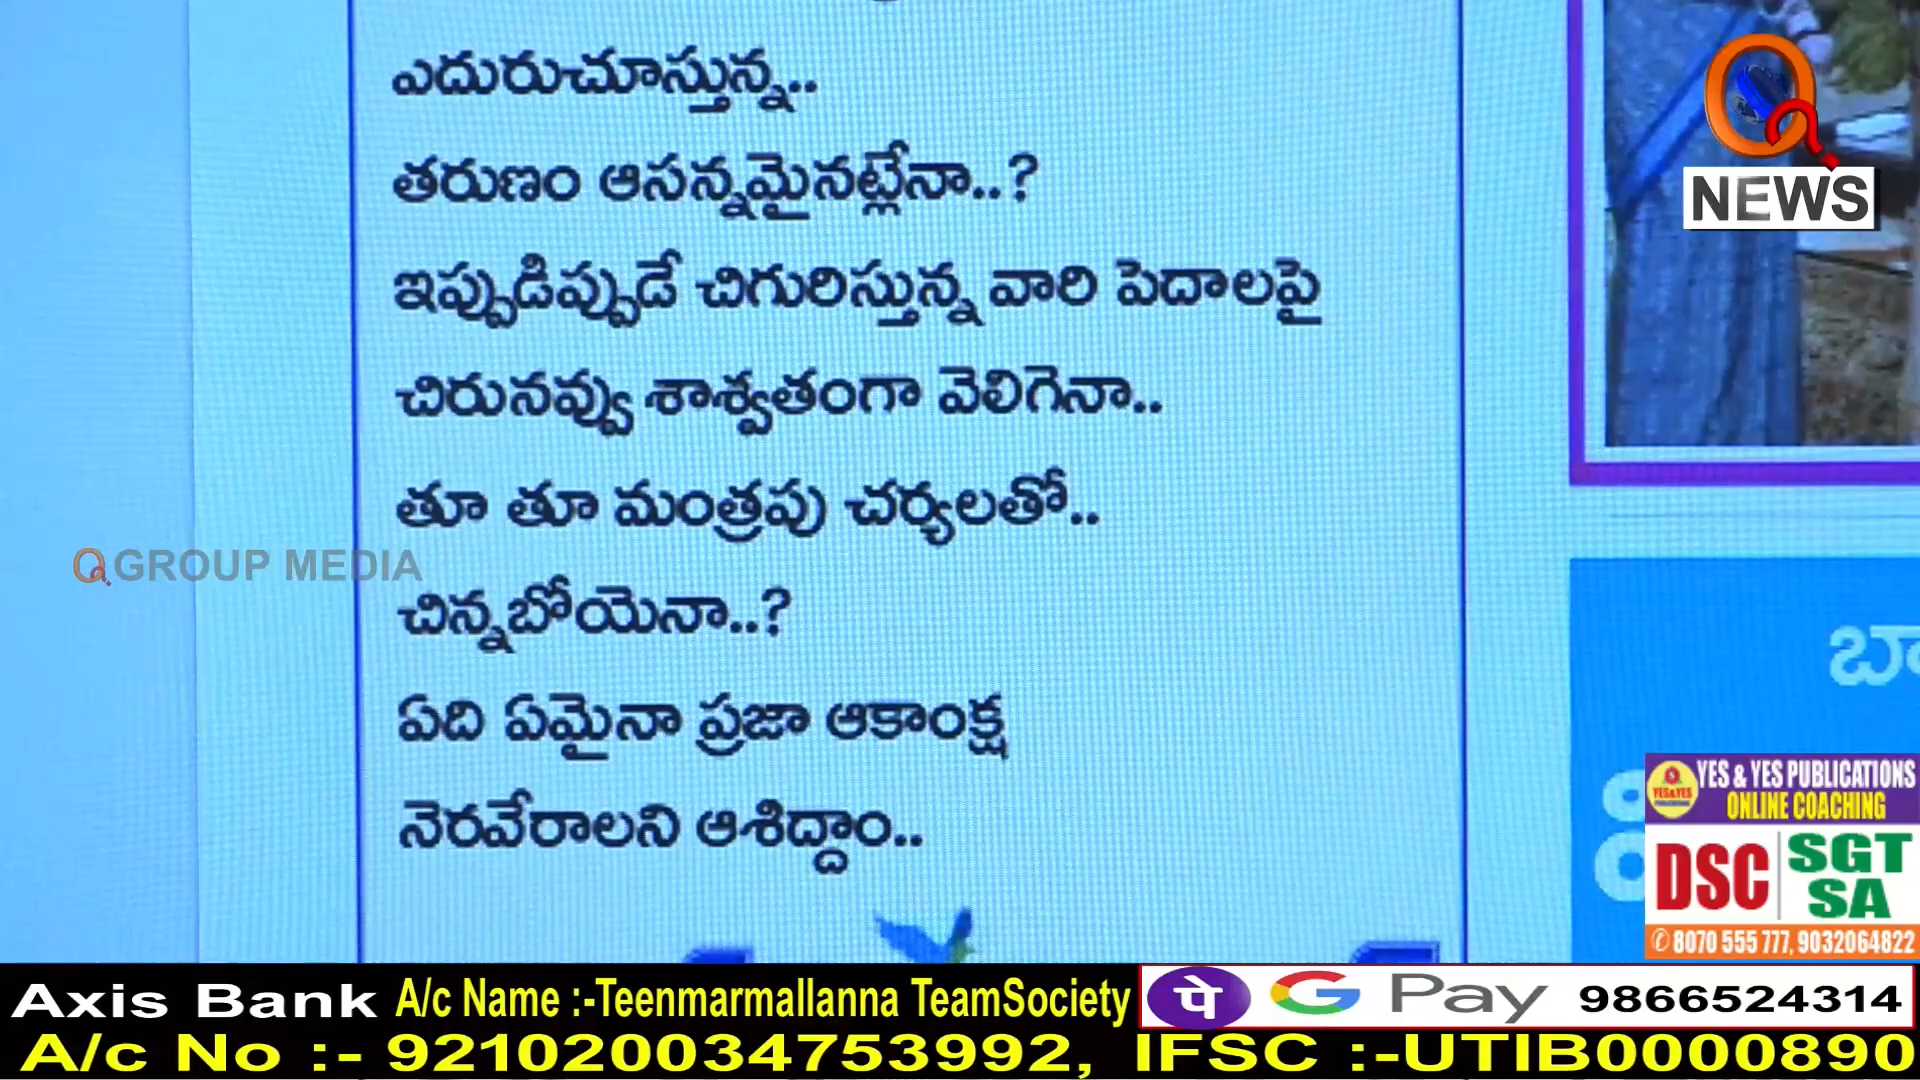 ఎదురుచూస్తున్న..
తరుణం ఆసన్నమైనట్లేనా..?
ఇప్పుడిప్పుడే చిగురిస్తున్న వారి పెదాలపై
చిరునవ్వు శాశ్వతంగా వెలిగెనా..
తూ తూ మంత్రపు చర్యలతో..
చిన్నబోయెనా..?
ఏది ఏమైనా ప్రజా ఆకాంక్ష
నెరవేరాలని ఆశిద్దాం..
Q NEWS
Q GROUP MEDIA
బా
YES & YES PUBLICATIONS
ONLINE COACHING
DSC SGT SA
8070 555 777, 9032064822
Axis Bank A/c Name :-Teenmarmallanna TeamSociety
पे G Pay 9866524314
A/c No :- 921020034753992, IFSC :-UTIB0000890